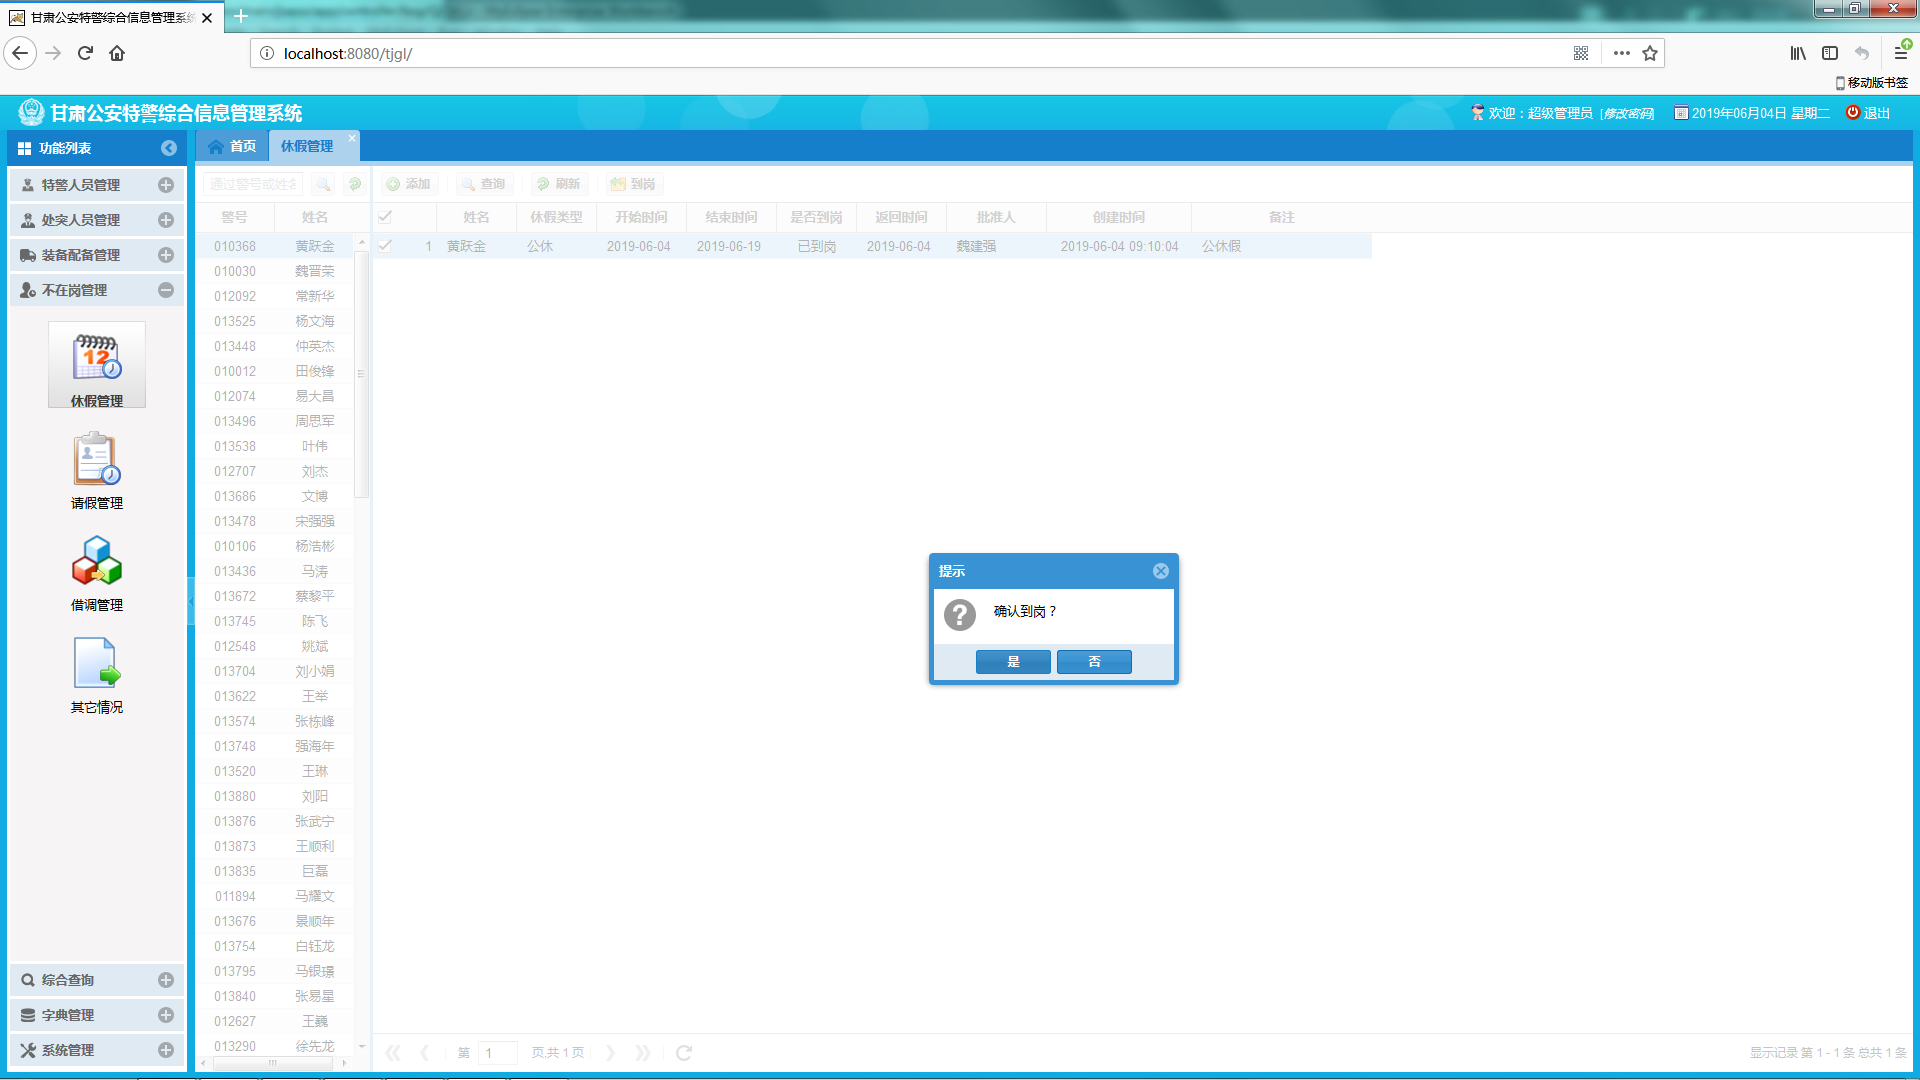 甘肃公安特警综合信息管理系统
localhost:8080/tjgl/
移动版书签
甘肃公安特警综合信息管理系统
欢迎：超级管理员 [修改密码] 2019年06月04日 星期二 退出
功能列表
首页 休假管理
特警人员管理
处突人员管理
装备配备管理
不在岗管理
休假管理
请假管理
借调管理
其它情况
综合查询
字典管理
系统管理
通过警号或姓名
添加 查询 刷新 到岗
警号 姓名
010368 黄跃金
010030 魏晋荣
012092 常新华
013525 杨文海
013448 仲英杰
010012 田俊锋
012074 易大昌
013496 周思军
013538 叶伟
012707 刘杰
013686 文博
013478 宋强强
010106 杨浩彬
013436 马涛
013672 蔡黎平
013745 陈飞
012548 姚斌
013704 刘小娟
013622 王举
013574 张栋峰
013748 强海年
013520 王琳
013880 刘阳
013876 张武宁
013873 王顺利
013835 巨磊
011894 马耀文
013676 景顺年
013754 白钰龙
013795 马银璟
013840 张易星
012627 王巍
013290 徐先龙
姓名 休假类型 开始时间 结束时间 是否到岗 返回时间 批准人 创建时间 备注
1 黄跃金 公休 2019-06-04 2019-06-19 已到岗 2019-06-04 魏建强 2019-06-04 09:10:04 公休假
提示
确认到岗？
是 否
第 1 页,共 1 页
显示记录 第 1 - 1 条 总共 1 条